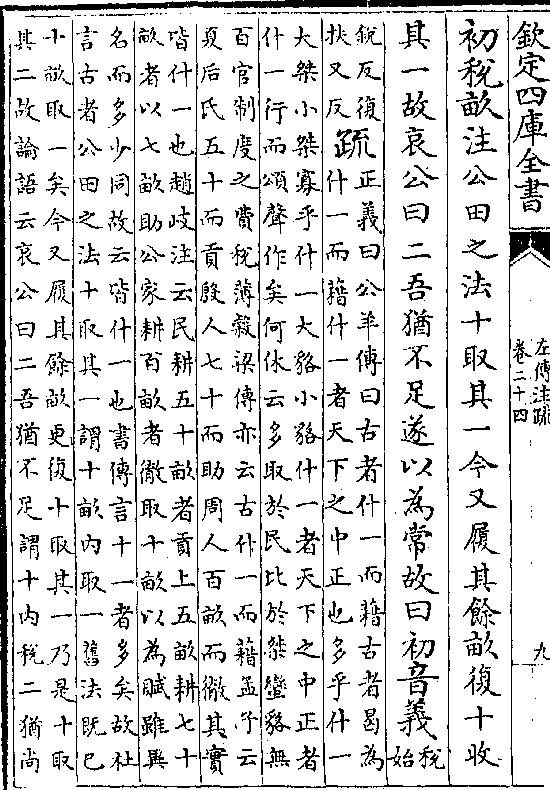 欽定四庫全書
左傳注疏
卷二十四
九
初稅畝注公田之法十取其一今又履其餘畝復十收
其一故哀公曰二吾猶不足遂以為常故曰初音義
稅
始
銳反復
扶又反
疏
正義曰公羊傳曰古者什一而藉古者曷為
什一而藉什一者天下之中正也多乎什一
大桀小桀寡乎什一大貉小貉什一者天下之中正者
什一行而頌聲作矣何休云多取於民比於桀蠻貉無
百官制度之費稅薄穀梁傳亦云古什一而藉孟子云
夏后氏五十而貢殷人七十而助周人百畝而徹其實
皆什一也趙岐注云民耕五十畝者貢上五畝耕七十
畝者以七畝助公家耕百畝者徹取十畝以為賦雖異
名而多少同故云皆什一也書傳言十一者多矣故杜
言古者公田之法十取其一謂十畝內取一舊法既已
十畝取一矣今又履其餘畝更復十取其一乃是十取
其二故論語云哀公曰二吾猶不足謂十內稅二猶尚